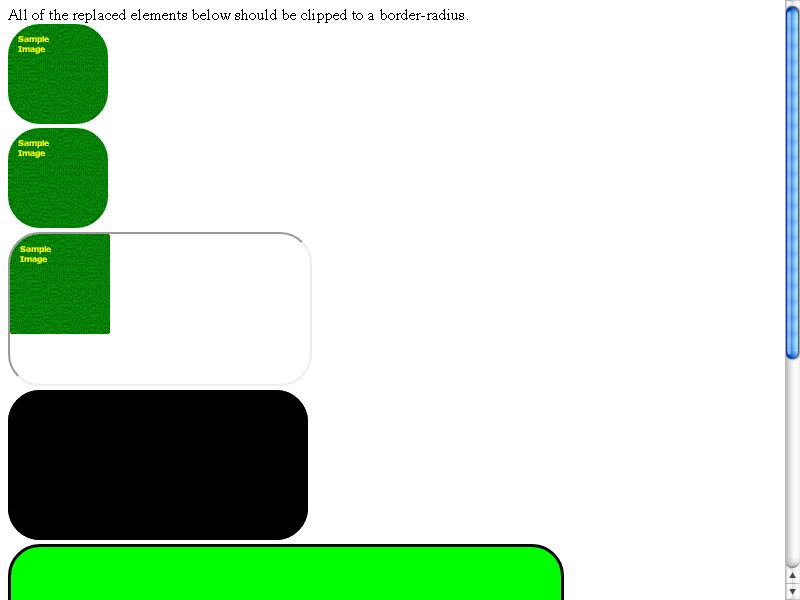 All of the replaced elements below should be clipped to a border-radius.
Sample
Image
Sample
Image
Sample
Image